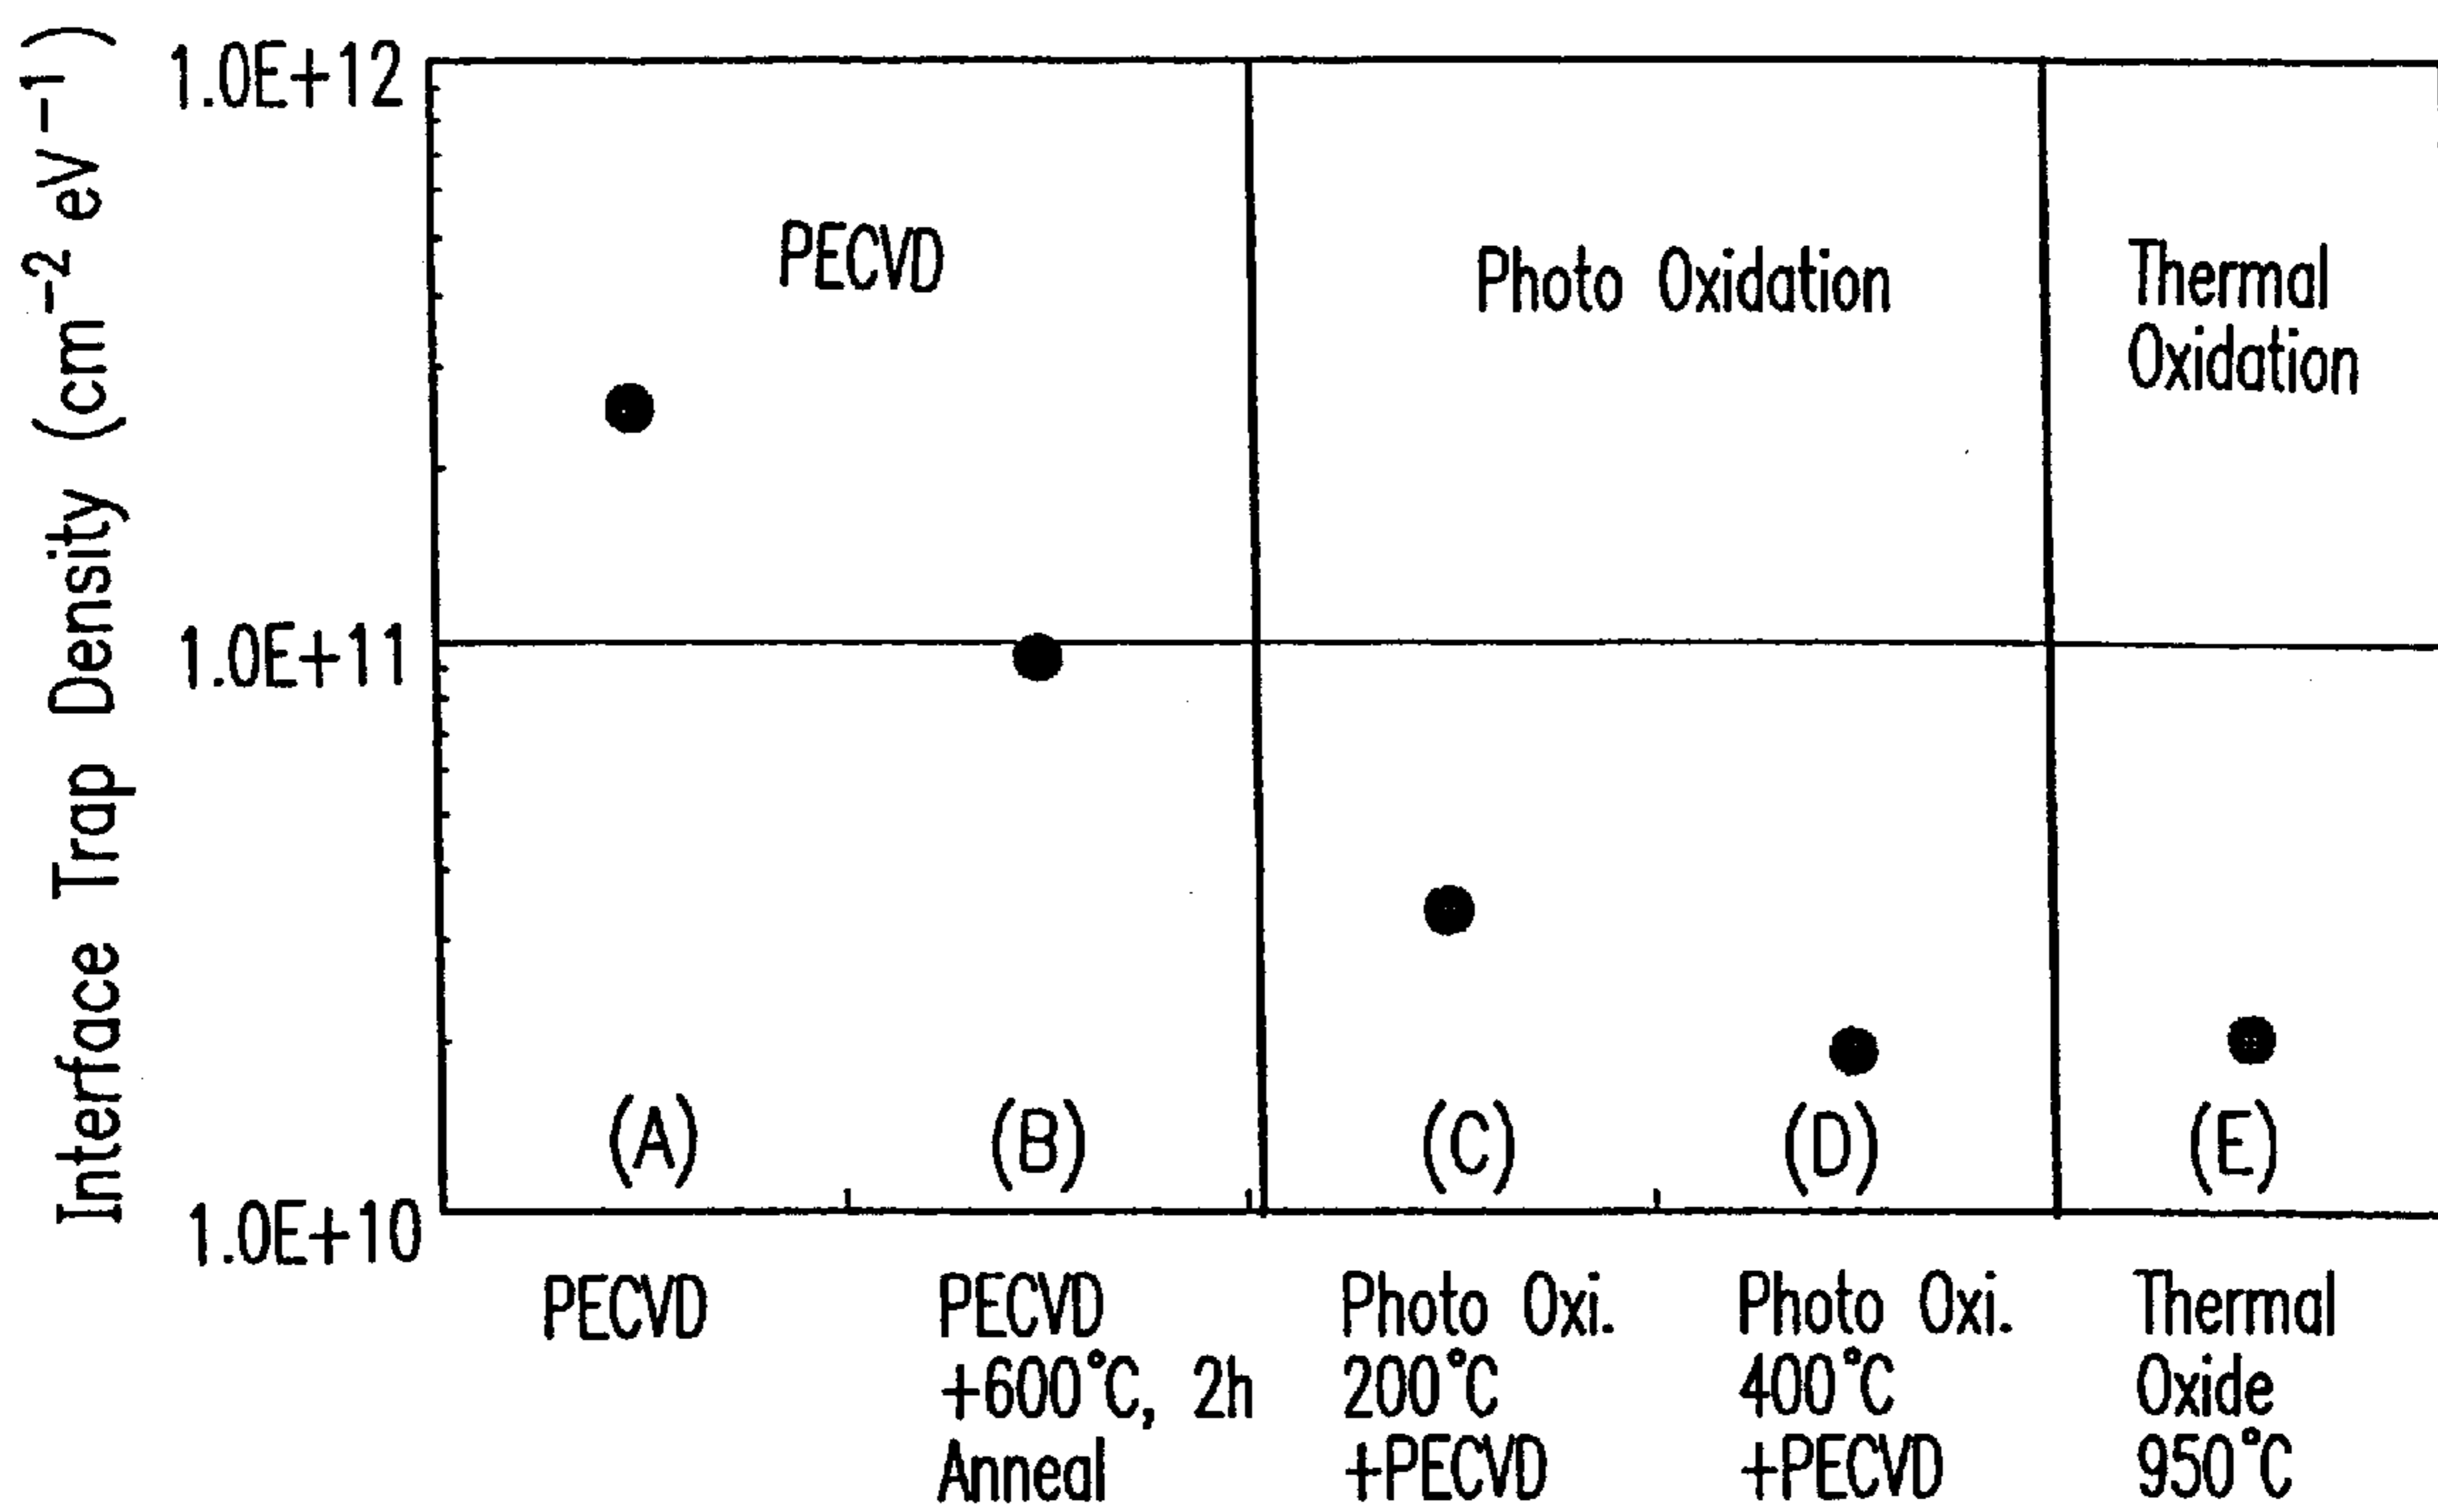 Interface Trap Density (cm⁻² eV⁻¹)
1.0E+12
1.0E+11
1.0E+10
PECVD
Photo Oxidation
Thermal
Oxidation
(A)
(B)
(C)
(D)
(E)
PECVD
PECVD
+600°C, 2h
Anneal
Photo Oxi.
200°C
+PECVD
Photo Oxi.
400°C
+PECVD
Thermal
Oxide
950°C